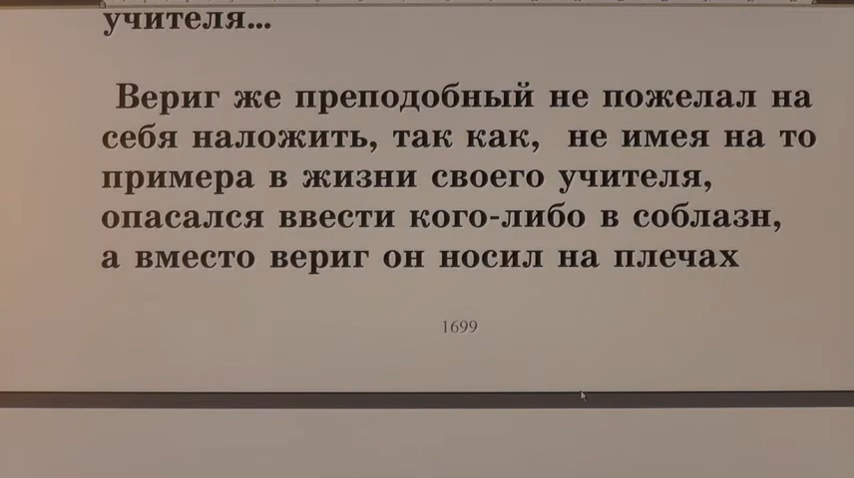 учителя...
Вериг же преподобный не пожелал на
себя наложить, так как, не имея на то
примера в жизни своего учителя,
опасался ввести кого-либо в соблазн,
а вместо вериг он носил на плечах
1699